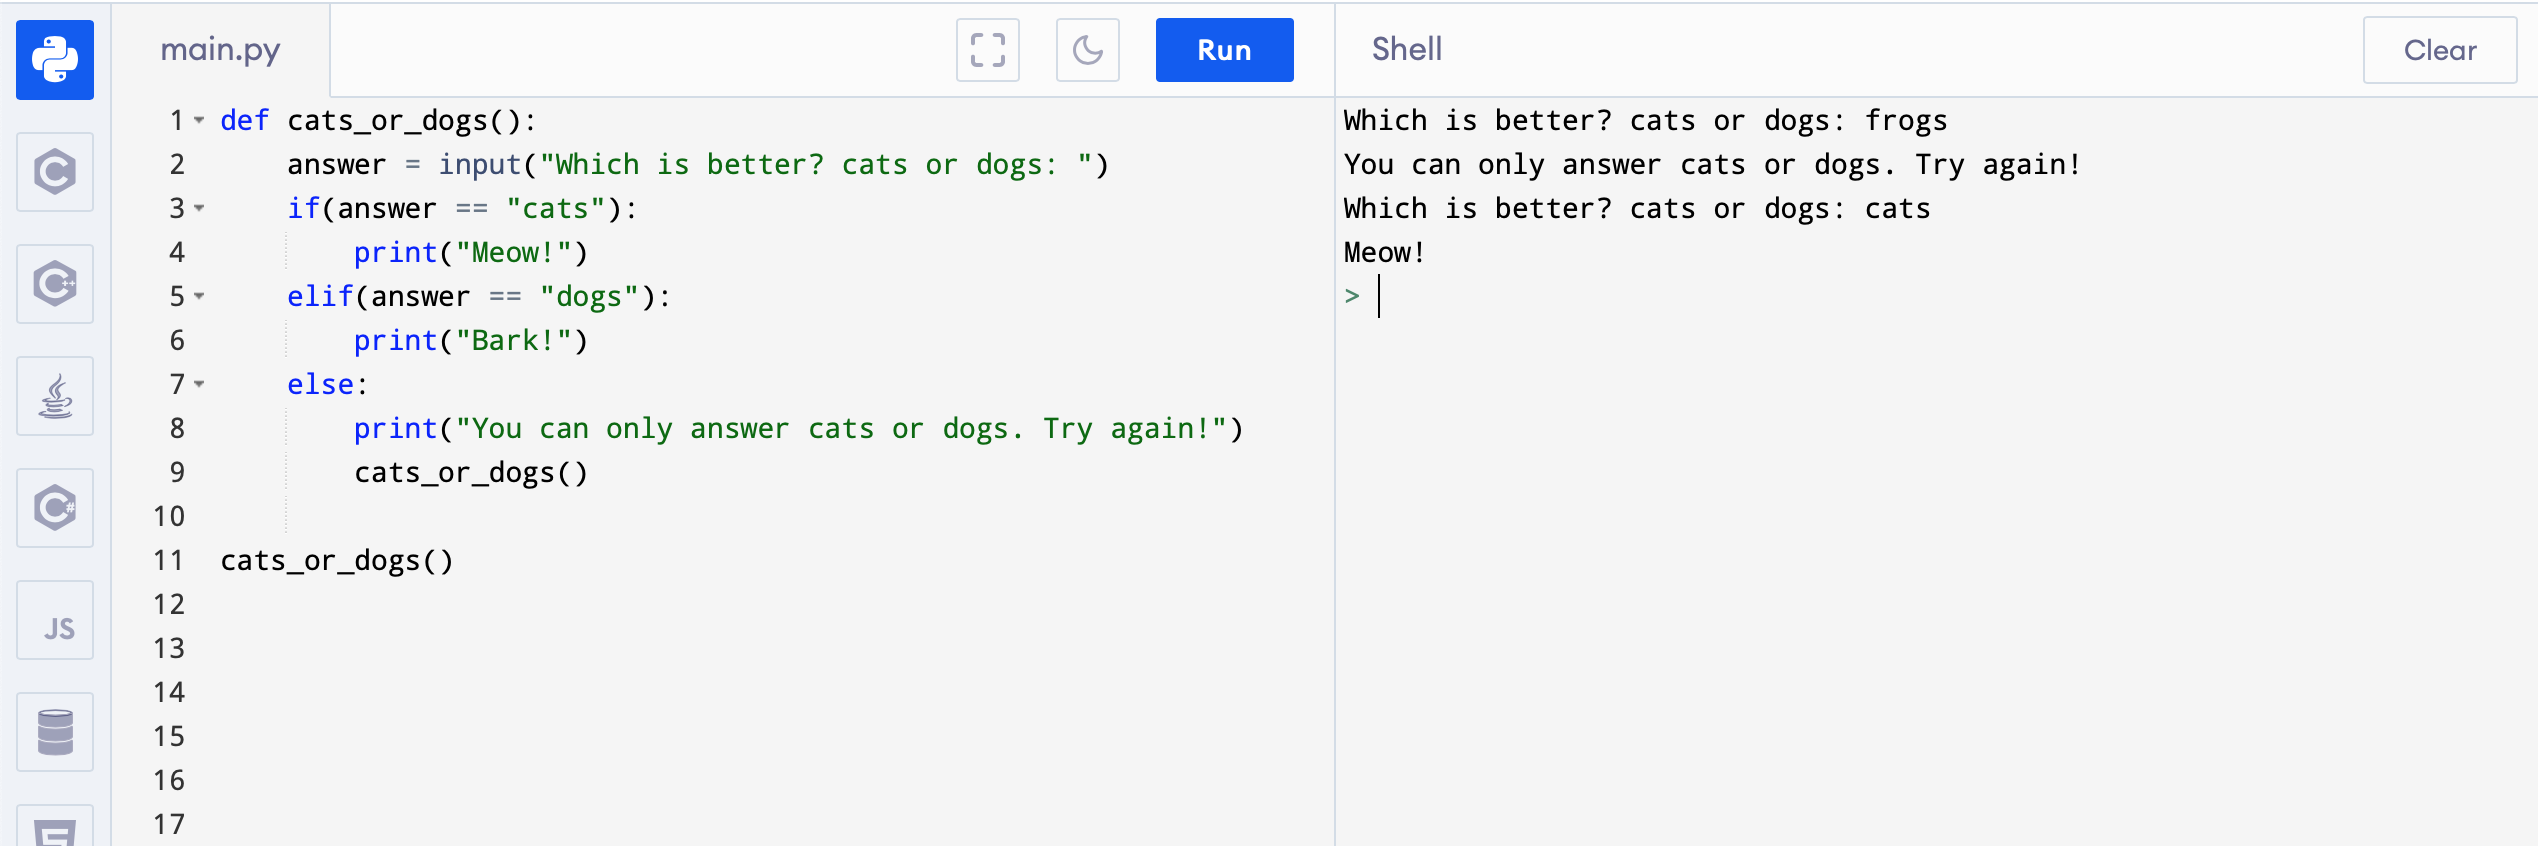 main.py
Run
Shell
Clear
1 def cats_or_dogs():
2     answer = input("Which is better? cats or dogs: ")
3     if(answer == "cats"):
4         print("Meow!")
5     elif(answer == "dogs"):
6         print("Bark!")
7     else:
8         print("You can only answer cats or dogs. Try again!")
9         cats_or_dogs()
10
11 cats_or_dogs()
12
13
14
15
16
17
Which is better? cats or dogs: frogs
You can only answer cats or dogs. Try again!
Which is better? cats or dogs: cats
Meow!
>
C
C++
C#
JS